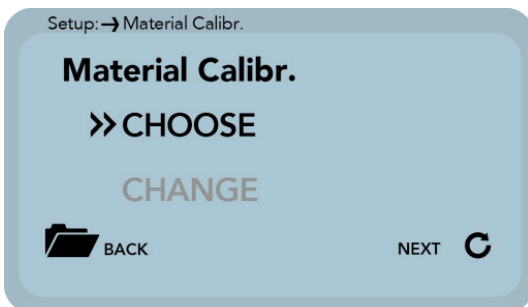 Setup:→Material Calibr.
Material Calibr.
» CHOOSE
CHANGE
BACK NEXT